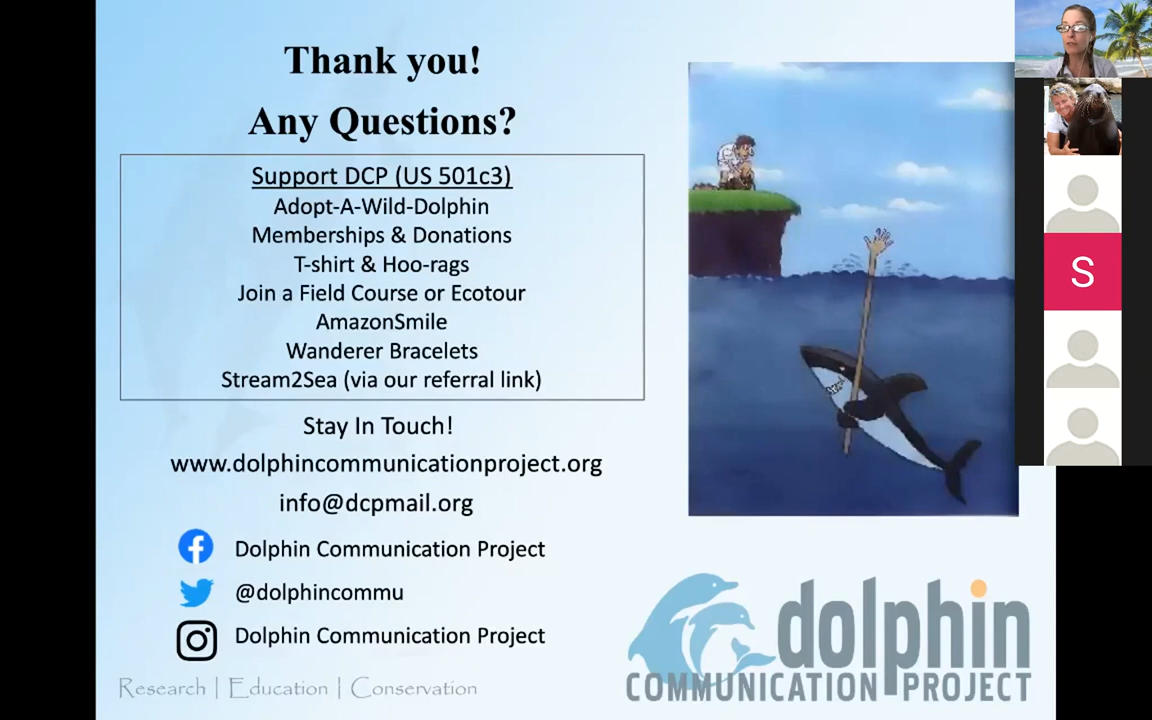 Thank you!
Any Questions?
Support DCP (US 501c3)
Adopt-A-Wild-Dolphin
Memberships & Donations
T-shirt & Hoo-rags
Join a Field Course or Ecotour
AmazonSmile
Wanderer Bracelets
Stream2Sea (via our referral link)
Stay In Touch!
www.dolphincommunicationproject.org
info@dcpmail.org
Dolphin Communication Project
@dolphincommu
Dolphin Communication Project
Research | Education | Conservation
dolphin
COMMUNICATION PROJECT
S